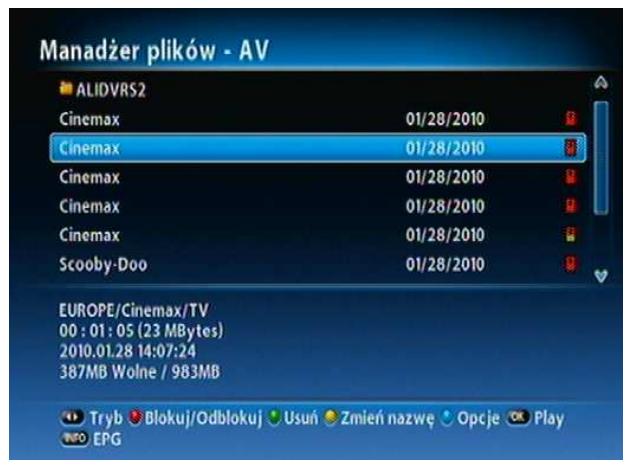 Manadżer plików - AV
ALIDVRS2
Cinemax 01/28/2010
Cinemax 01/28/2010
Cinemax 01/28/2010
Cinemax 01/28/2010
Cinemax 01/28/2010
Scooby-Doo 01/28/2010
EUROPE/Cinemax/TV
00 : 01 : 05 (23 MBytes)
2010.01.28 14:07:24
387MB Wolne / 983MB
Tryb Blokuj/Odblokuj Usuń Zmień nazwę Opcje OK Play
INFO EPG